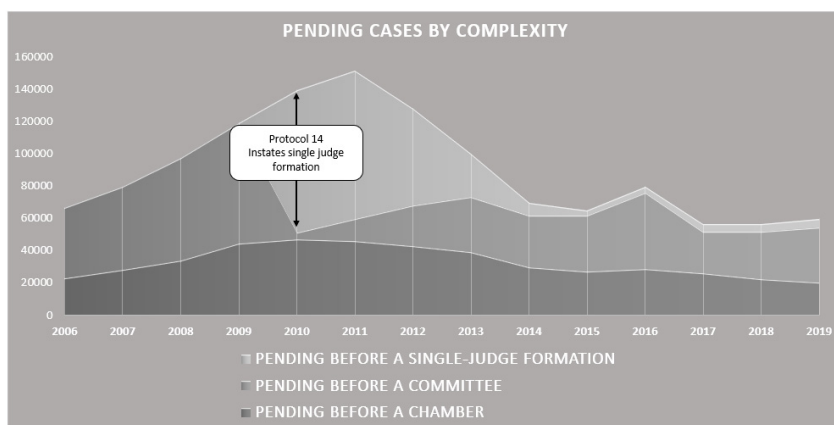 PENDING CASES BY COMPLEXITY
160000
140000
120000
100000
80000
60000
40000
20000
0
Protocol 14
Instates single judge
formation
2006 2007 2008 2009 2010 2011 2012 2013 2014 2015 2016 2017 2018 2019
PENDING BEFORE A SINGLE-JUDGE FORMATION
PENDING BEFORE A COMMITTEE
PENDING BEFORE A CHAMBER